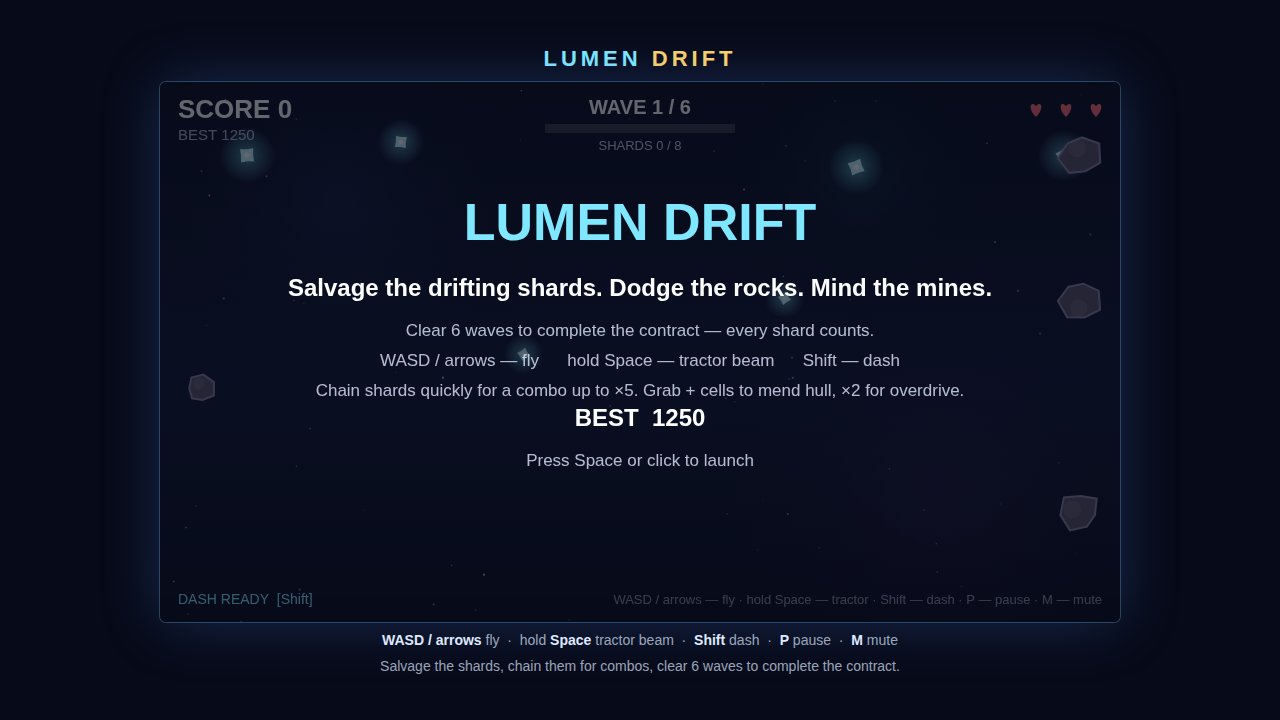 LUMEN DRIFT
SCORE 0
BEST 1250
WAVE 1 / 6
SHARDS 0 / 8
LUMEN DRIFT
Salvage the drifting shards. Dodge the rocks. Mind the mines.
Clear 6 waves to complete the contract — every shard counts.
WASD / arrows — fly hold Space — tractor beam Shift — dash
Chain shards quickly for a combo up to ×5. Grab + cells to mend hull, ×2 for overdrive.
BEST 1250
Press Space or click to launch
DASH READY [Shift]
WASD / arrows — fly · hold Space — tractor · Shift — dash · P — pause · M — mute
WASD / arrows fly · hold Space tractor beam · Shift dash · P pause · M mute
Salvage the shards, chain them for combos, clear 6 waves to complete the contract.